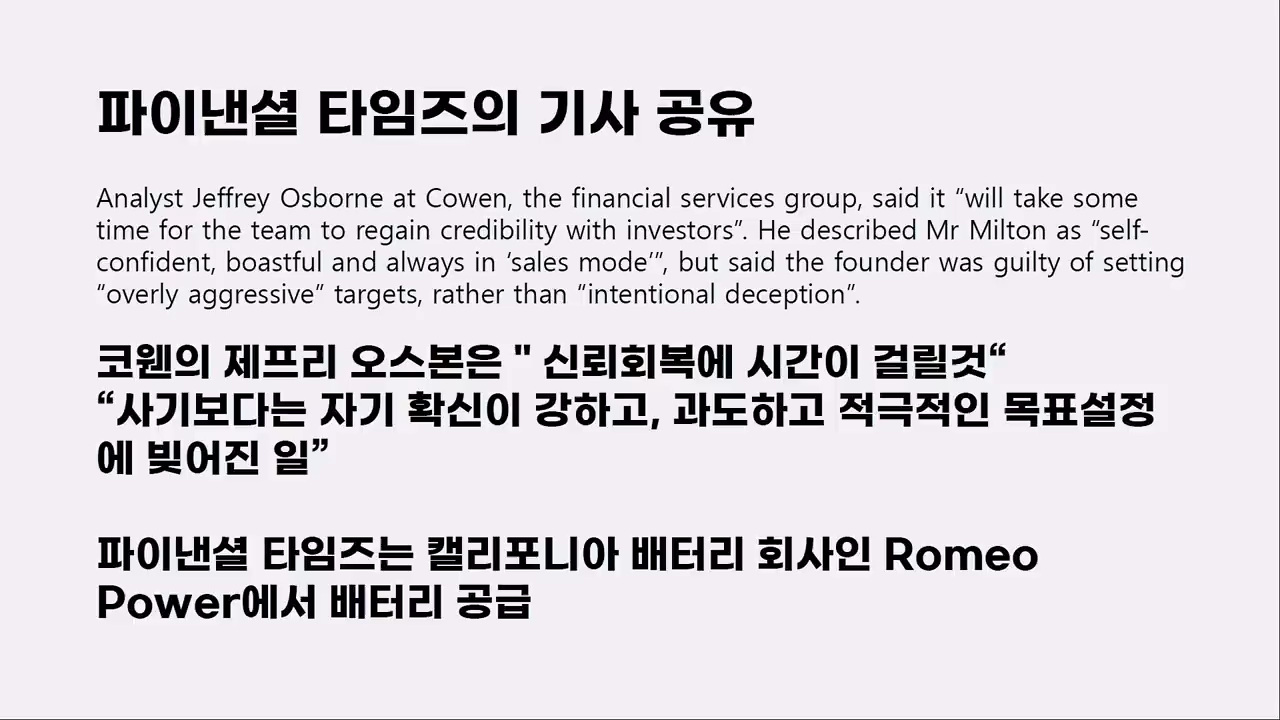 파이낸셜 타임즈의 기사 공유
Analyst Jeffrey Osborne at Cowen, the financial services group, said it “will take some
time for the team to regain credibility with investors”. He described Mr Milton as “self-
confident, boastful and always in ‘sales mode’”, but said the founder was guilty of setting
“overly aggressive” targets, rather than “intentional deception”.
코웬의 제프리 오스본은 " 신뢰회복에 시간이 걸릴것“
“사기보다는 자기 확신이 강하고, 과도하고 적극적인 목표설정
에 빚어진 일”
파이낸셜 타임즈는 캘리포니아 배터리 회사인 Romeo
Power에서 배터리 공급